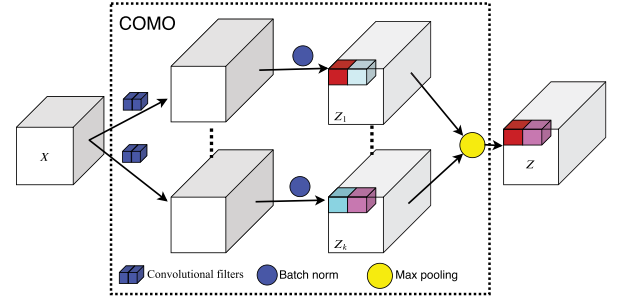 COMO
X
Z1
Zk
Z
Convolutional filters
Batch norm
Max pooling